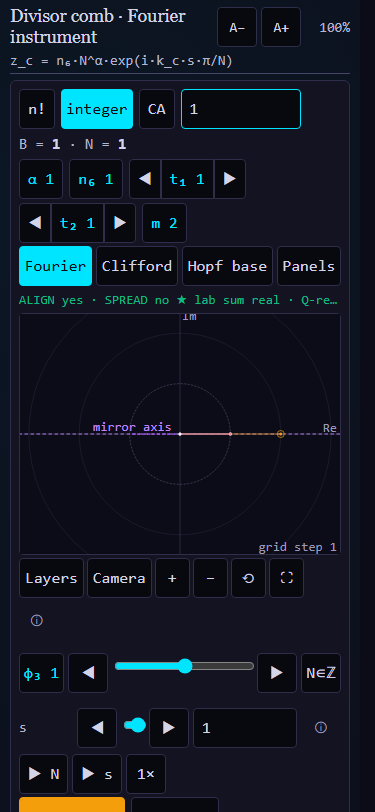 Divisor comb · Fourier instrument
A− A+ 100%
z_c = n₆·N^α·exp(i·k_c·s·π/N)
n! integer CA 1
B = 1 · N = 1
α 1 n₆ 1 ◀ t₁ 1 ▶
◀ t₂ 1 ▶ m 2
Fourier Clifford Hopf base Panels
ALIGN yes · SPREAD no ★ lab sum real · Q-re…
Im
mirror axis Re
grid step 1
Layers Camera + − ⟲ ⛶
ⓘ
ϕ₃ 1 ◀ ▶ N∈ℤ
s ◀ ▶ 1 ⓘ
▶ N ▶ s 1×